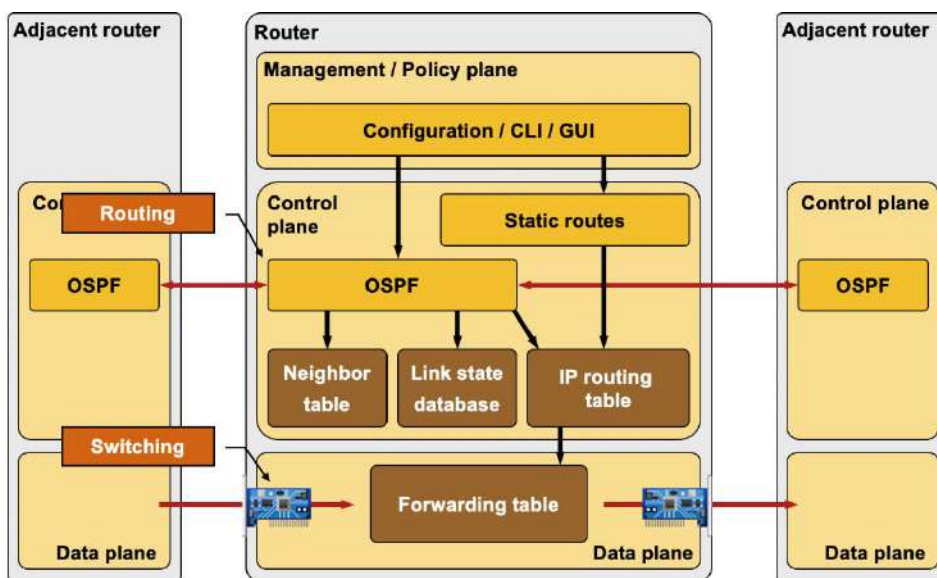 Adjacent router
Router
Adjacent router
Management / Policy plane
Configuration / CLI / GUI
Routing
Control
plane
Static routes
Control plane
OSPF
OSPF
OSPF
Neighbor
table
Link state
database
IP routing
table
Switching
Forwarding table
Data plane
Data plane
Data plane